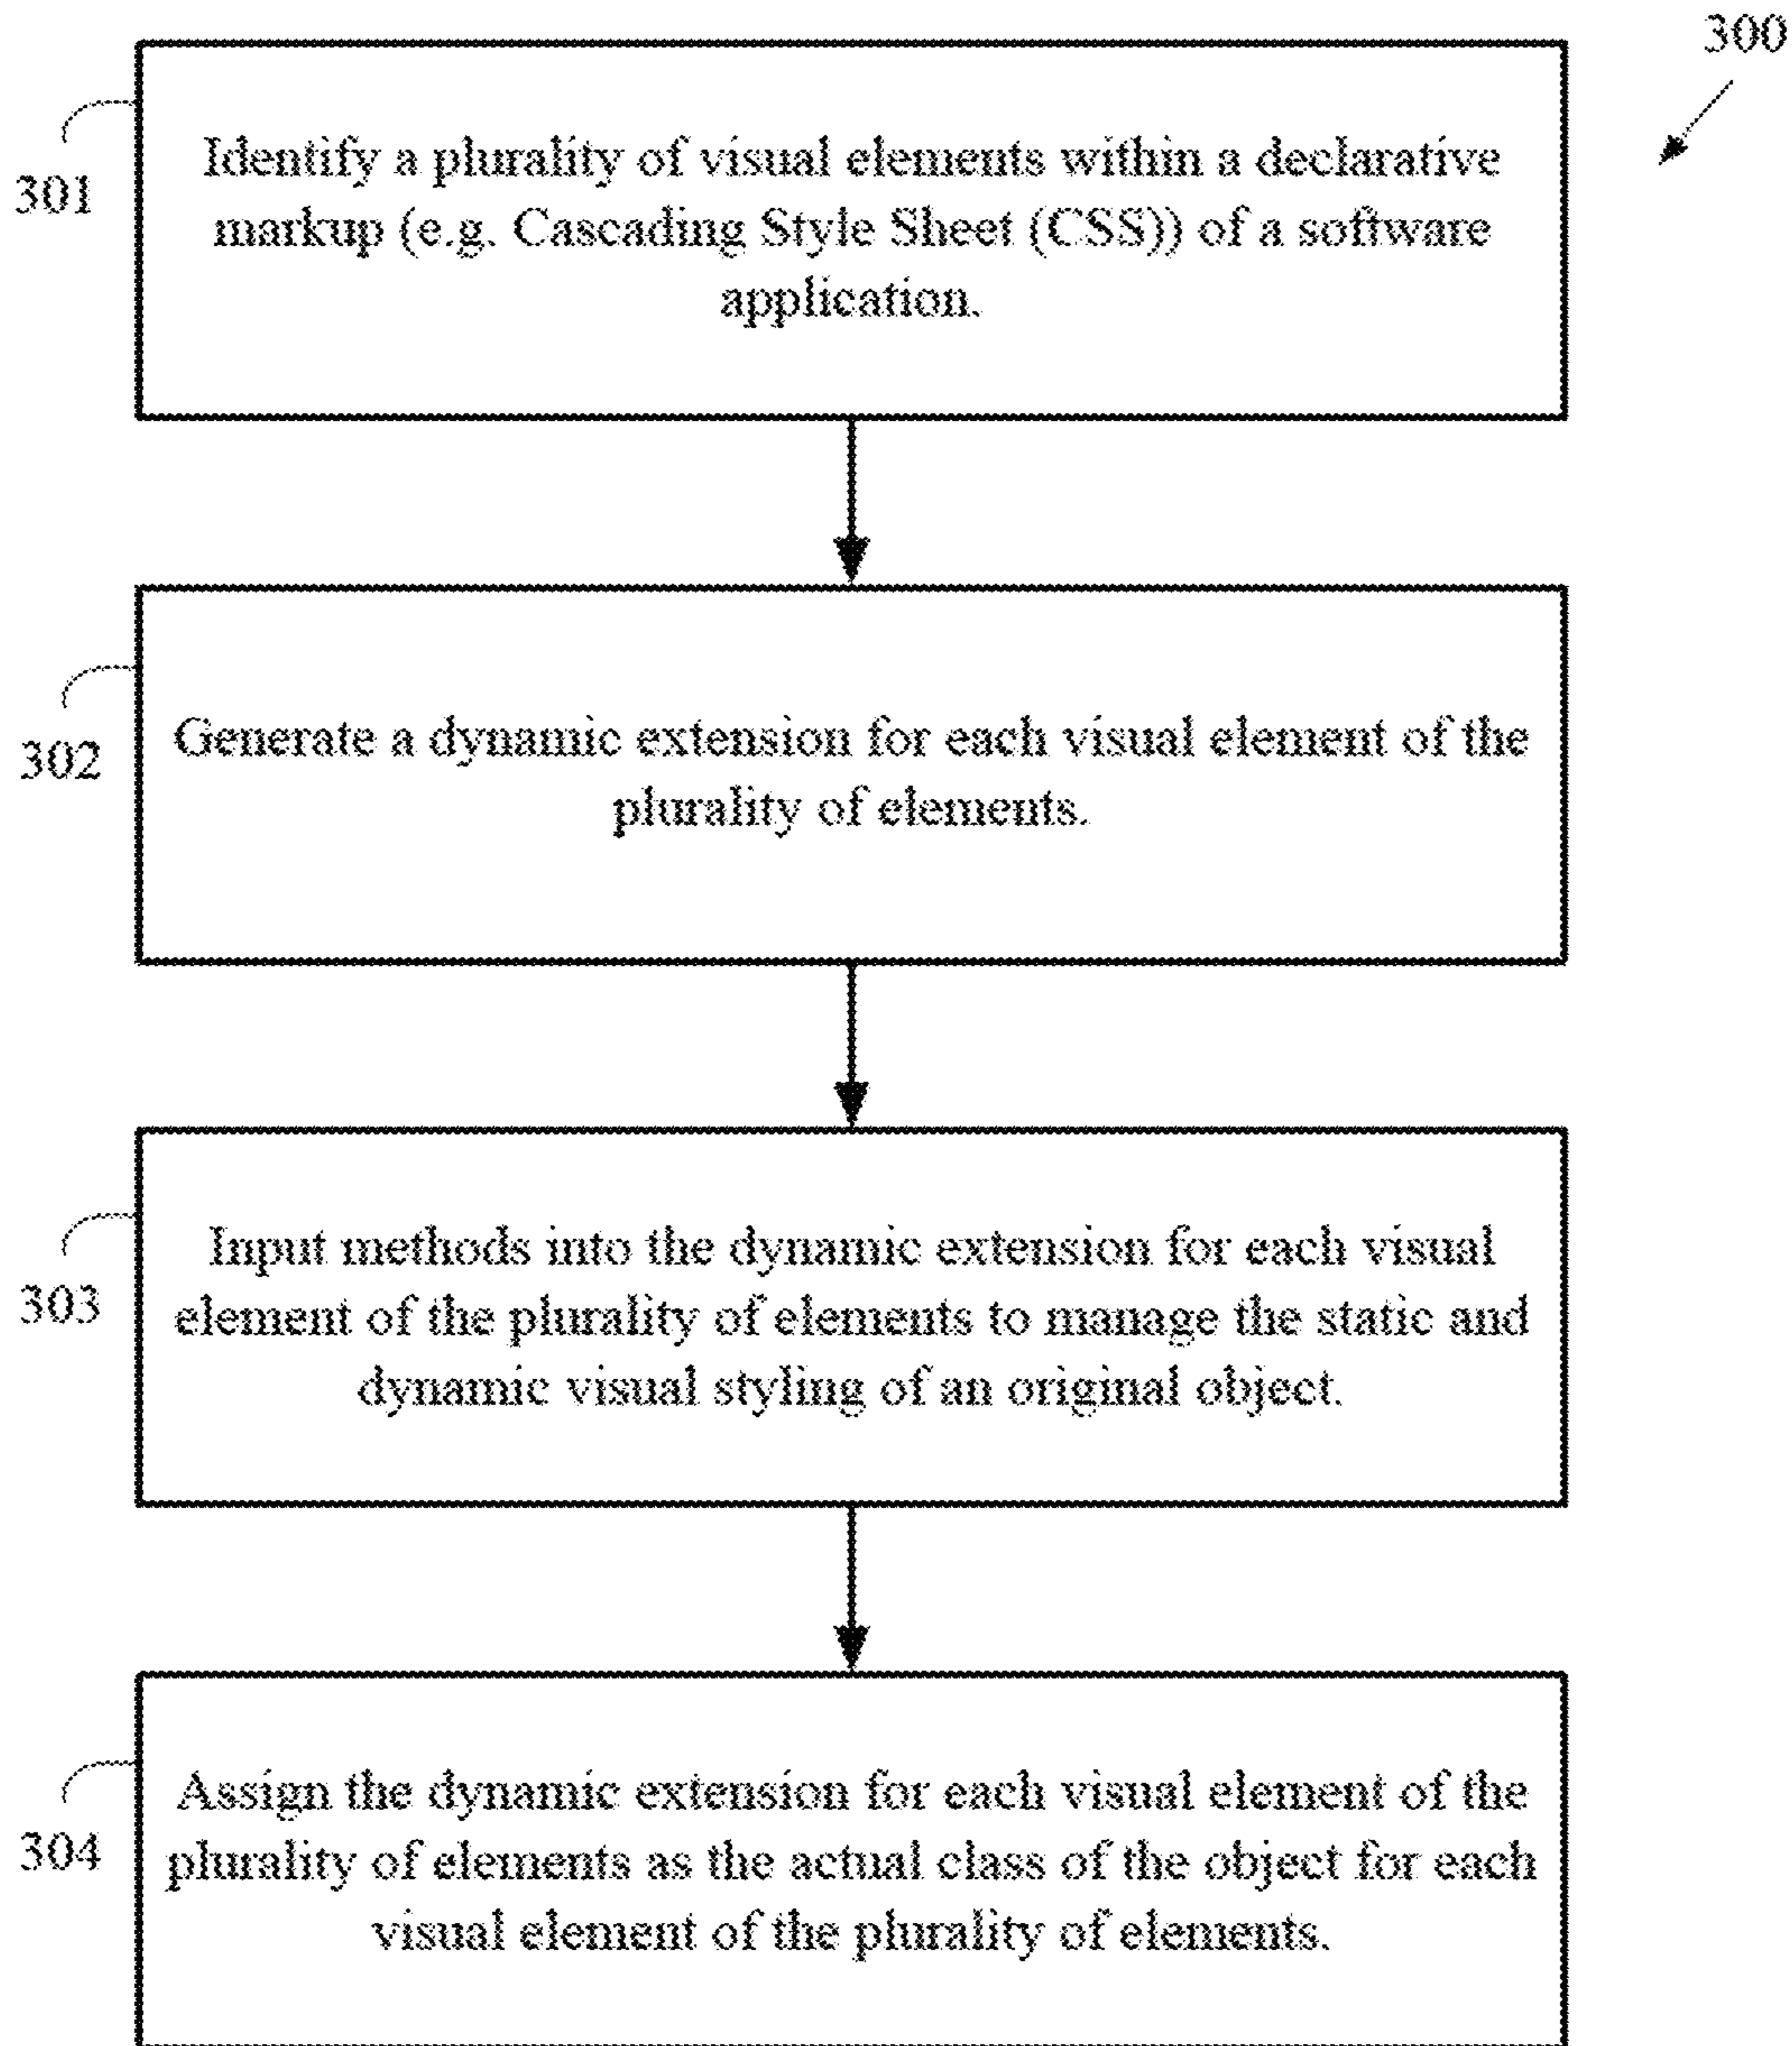 300
301
Identify a plurality of visual elements within a declarative
markup (e.g. Cascading Style Sheet (CSS)) of a software
application.
302
Generate a dynamic extension for each visual element of the
plurality of elements.
303
Input methods into the dynamic extension for each visual
element of the plurality of elements to manage the static and
dynamic visual styling of an original object.
304
Assign the dynamic extension for each visual element of the
plurality of elements as the actual class of the object for each
visual element of the plurality of elements.